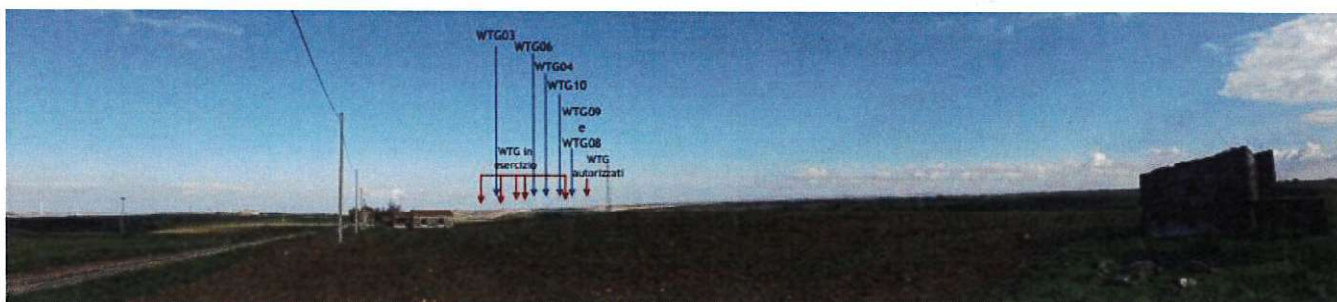 WTG03
WTG06
WTG04
WTG10
WTG09
e
WTG08
WTG in
esercizio
WTG
autorizzati